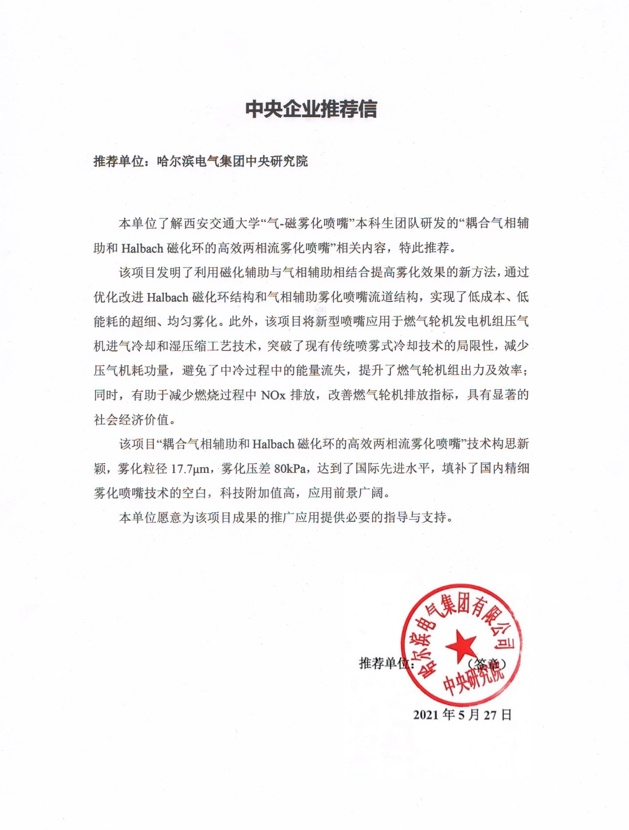 中央企业推荐信
推荐单位：哈尔滨电气集团中央研究院
本单位了解西安交通大学“气-磁雾化喷嘴”本科生团队研发的“耦合气相辅
助和 Halbach 磁化环的高效两相流雾化喷嘴”相关内容，特此推荐。
该项目发明了利用磁化辅助与气相辅助相结合提高雾化效果的新方法，通过
优化改进 Halbach 磁化环结构和气相辅助雾化喷嘴流道结构，实现了低成本、低
能耗的超细、均匀雾化。此外，该项目将新型喷嘴应用于燃气轮机发电机组压气
机进气冷却和湿压缩工艺技术，突破了现有传统喷雾式冷却技术的局限性，减少
压气机耗功量，避免了中冷过程中的能量流失，提升了燃气轮机组出力及效率；
同时，有助于减少燃烧过程中 NOx 排放，改善燃气轮机排放指标，具有显著的
社会经济价值。
该项目“耦合气相辅助和 Halbach 磁化环的高效两相流雾化喷嘴”技术构思新
颖，雾化粒径 17.7μm，雾化压差 80kPa，达到了国际先进水平，填补了国内精细
雾化喷嘴技术的空白，科技附加值高，应用前景广阔。
本单位愿意为该项目成果的推广应用提供必要的指导与支持。
哈尔滨电气集团有限公司
推荐单位：（签章）
中央研究院
2021 年 5 月 27 日